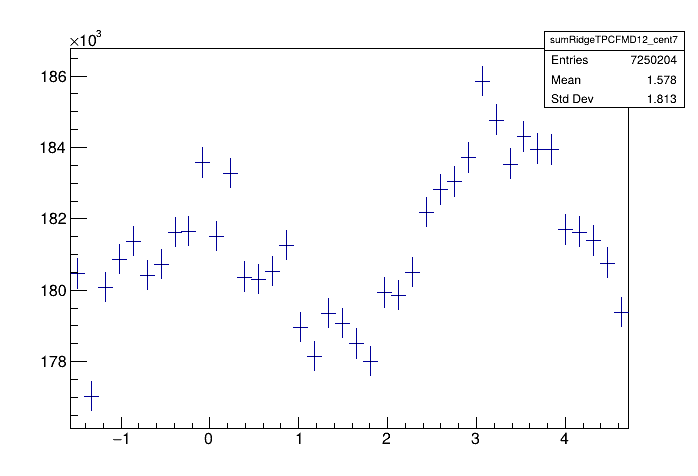 ×10³
sumRidgeTPCFMD12_cent7
Entries 7250204
Mean 1.578
Std Dev 1.813
186
184
182
180
178
−1 0 1 2 3 4